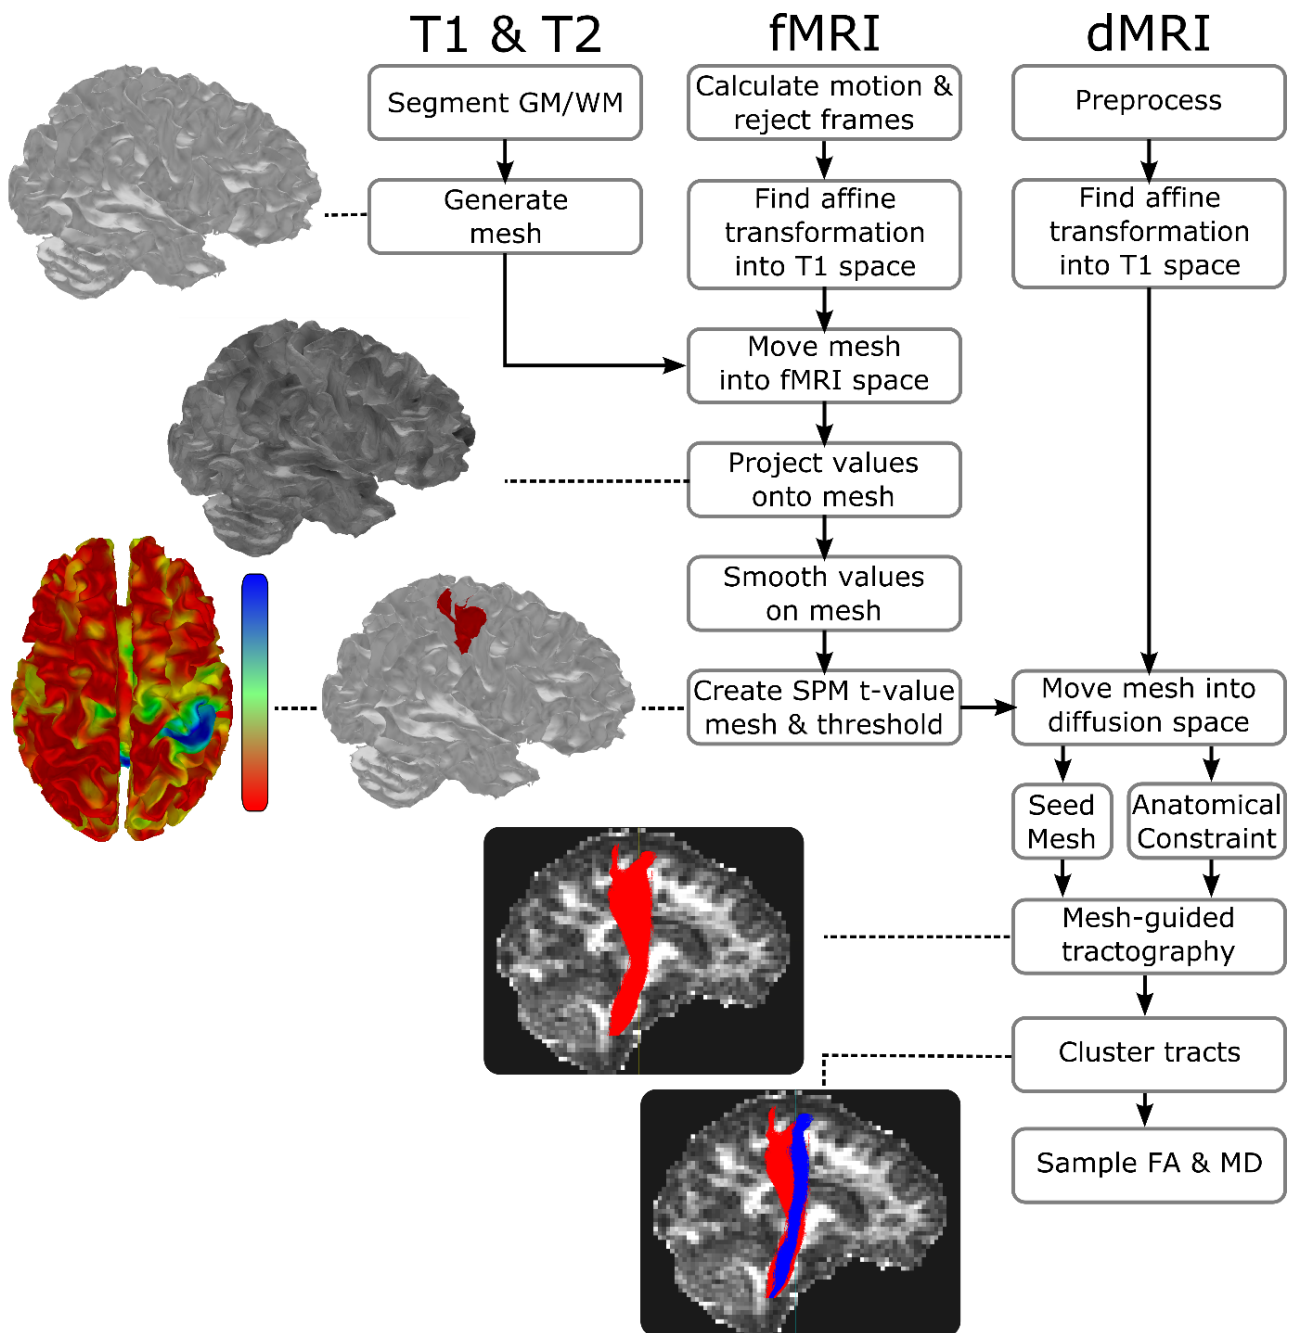 T1 & T2
fMRI
dMRI
Segment GM/WM
Generate
mesh
Calculate motion &
reject frames
Find affine
transformation
into T1 space
Move mesh
into fMRI space
Project values
onto mesh
Smooth values
on mesh
Create SPM t-value
mesh & threshold
Preprocess
Find affine
transformation
into T1 space
Move mesh into
diffusion space
Seed
Mesh
Anatomical
Constraint
Mesh-guided
tractography
Cluster tracts
Sample FA & MD